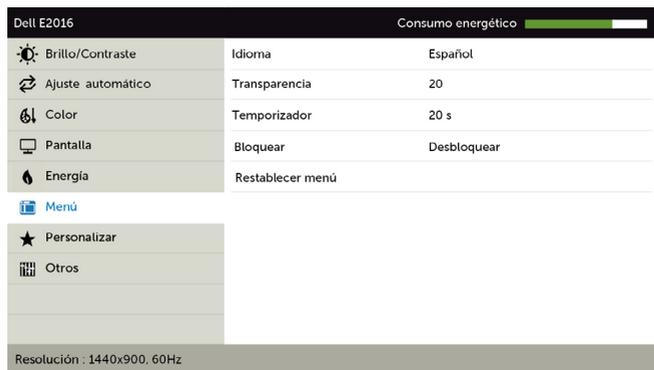 Dell E2016 Consumo energético
Brillo/Contraste Idioma Español
Ajuste automático Transparencia 20
Color Temporizador 20 s
Pantalla Bloquear Desbloquear
Energía Restablecer menú
Menú
Personalizar
Otros
Resolución : 1440x900, 60Hz